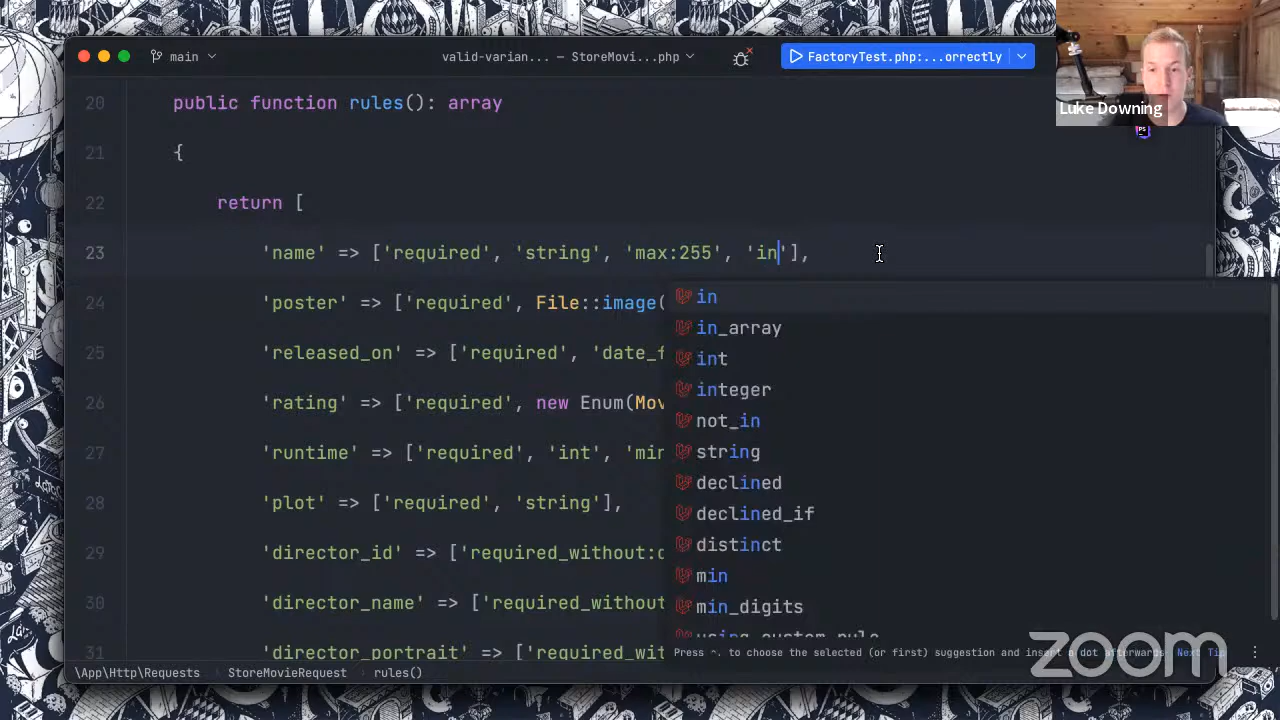 main
valid-varian... — StoreMovi...php
FactoryTest.php:...orrectly
Luke Downing
PS
20 public function rules(): array
21 {
22 return [
23 'name' => ['required', 'string', 'max:255', 'in'],
24 'poster' => ['required', File::image(
25 'released_on' => ['required', 'date_f
26 'rating' => ['required', new Enum(Mov
27 'runtime' => ['required', 'int', 'min
28 'plot' => ['required', 'string'],
29 'director_id' => ['required_without:d
30 'director_name' => ['required_without
31 'director_portrait' => ['required_wit
in
in_array
int
integer
not_in
string
declined
declined_if
distinct
min
min_digits
using_custom_rule
Press ^. to choose the selected (or first) suggestion and insert a dot afterwards Next Tip
zoom
\App\Http\Requests StoreMovieRequest rules()